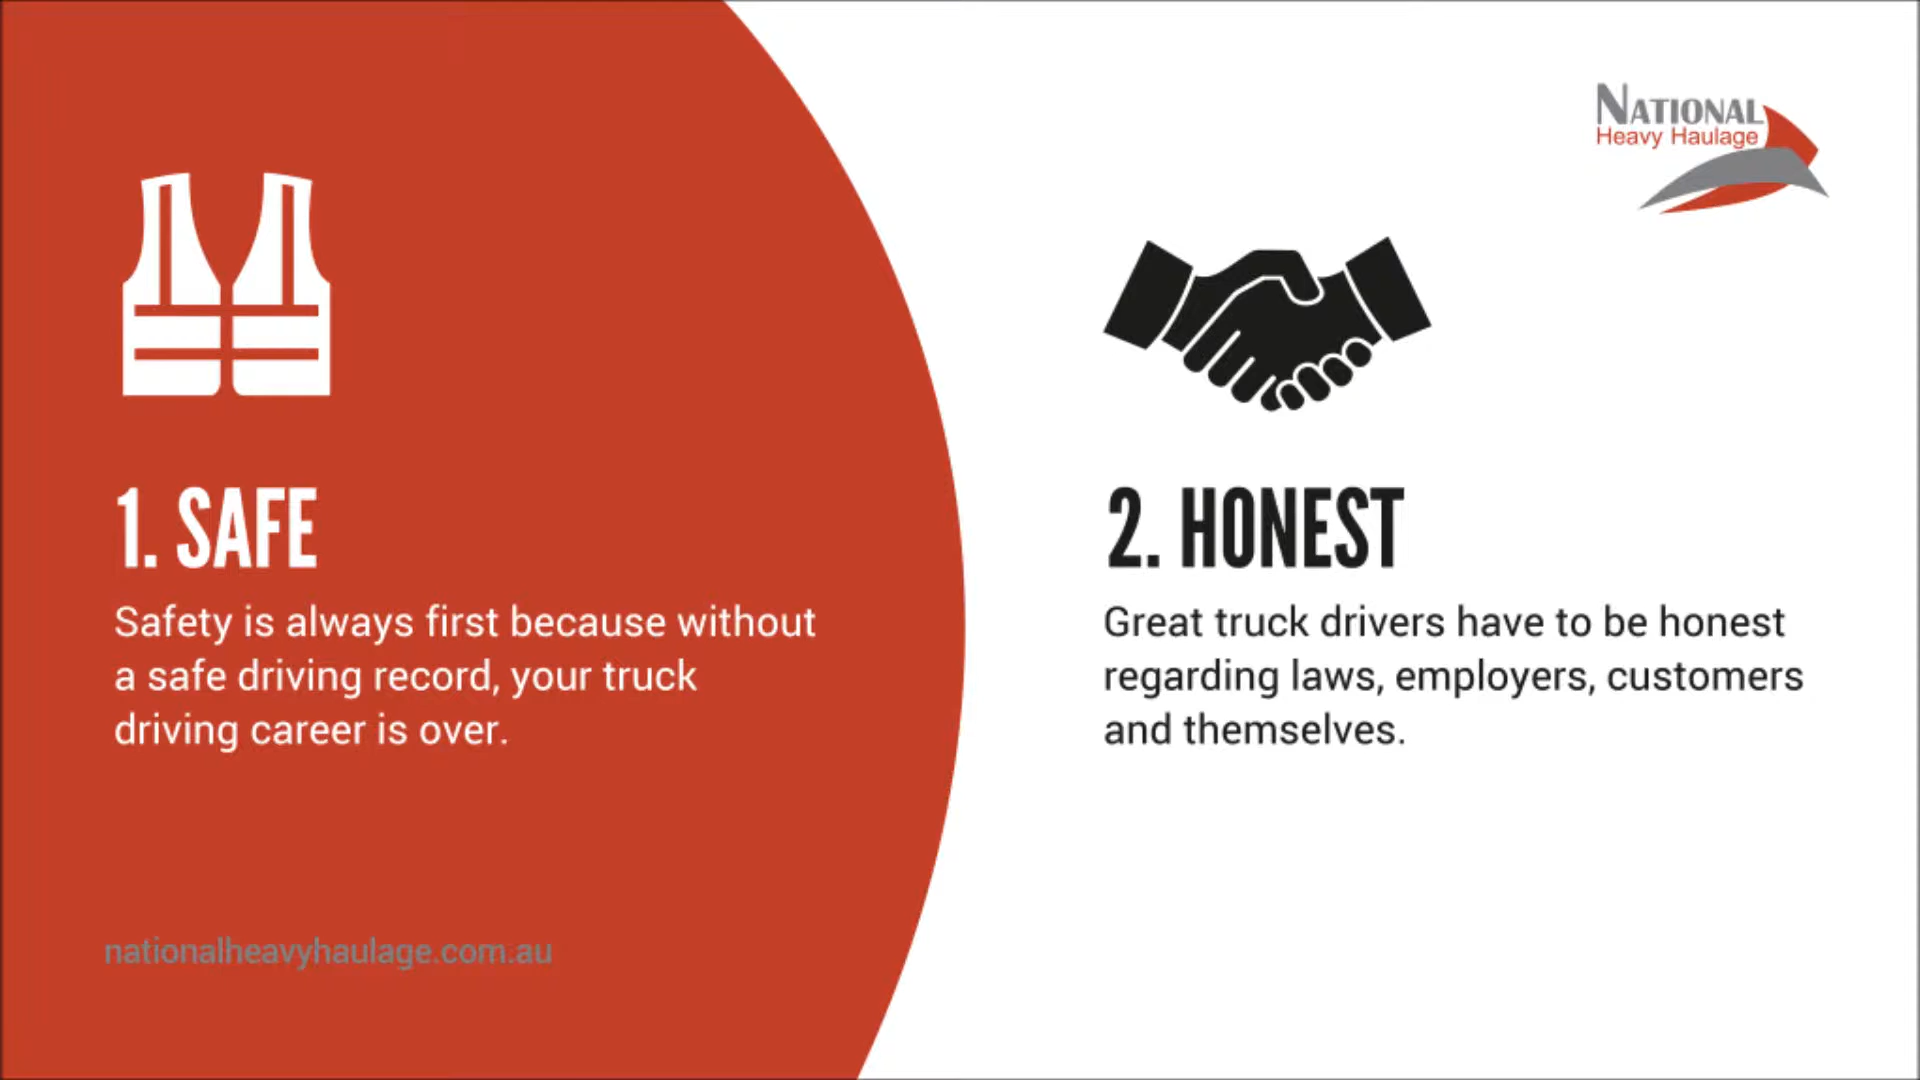 NATIONAL
Heavy Haulage
1. SAFE
Safety is always first because without
a safe driving record, your truck
driving career is over.
2. HONEST
Great truck drivers have to be honest
regarding laws, employers, customers
and themselves.
nationalheavyhaulage.com.au